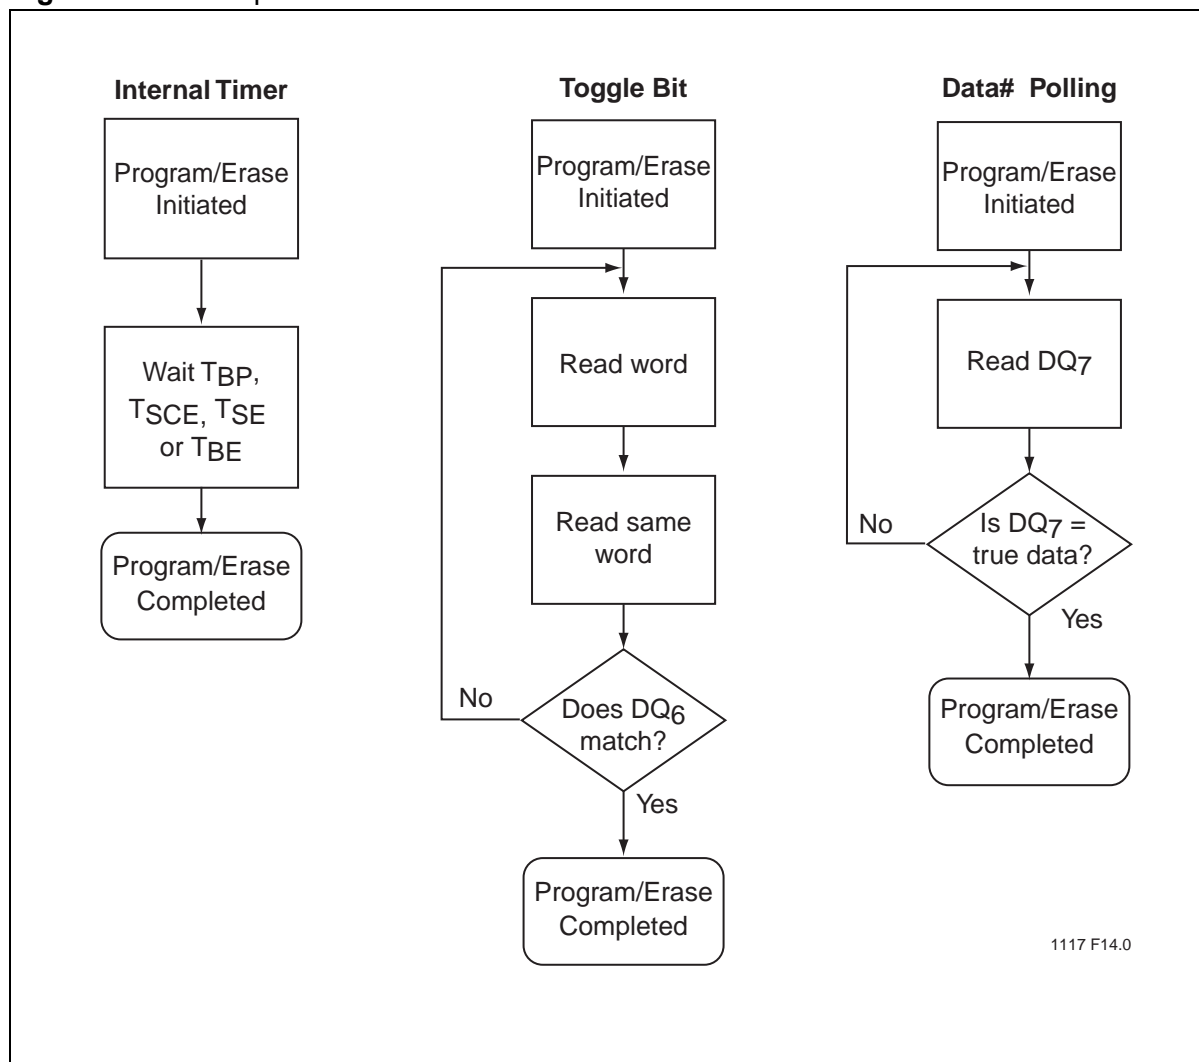 Internal Timer
Program/Erase
Initiated
Wait TBP,
TSCE, TSE
or TBE
Program/Erase
Completed
Toggle Bit
Program/Erase
Initiated
Read word
Read same
word
Does DQ6
match?
No
Yes
Program/Erase
Completed
Data# Polling
Program/Erase
Initiated
Read DQ7
Is DQ7 =
true data?
No
Yes
Program/Erase
Completed
1117 F14.0